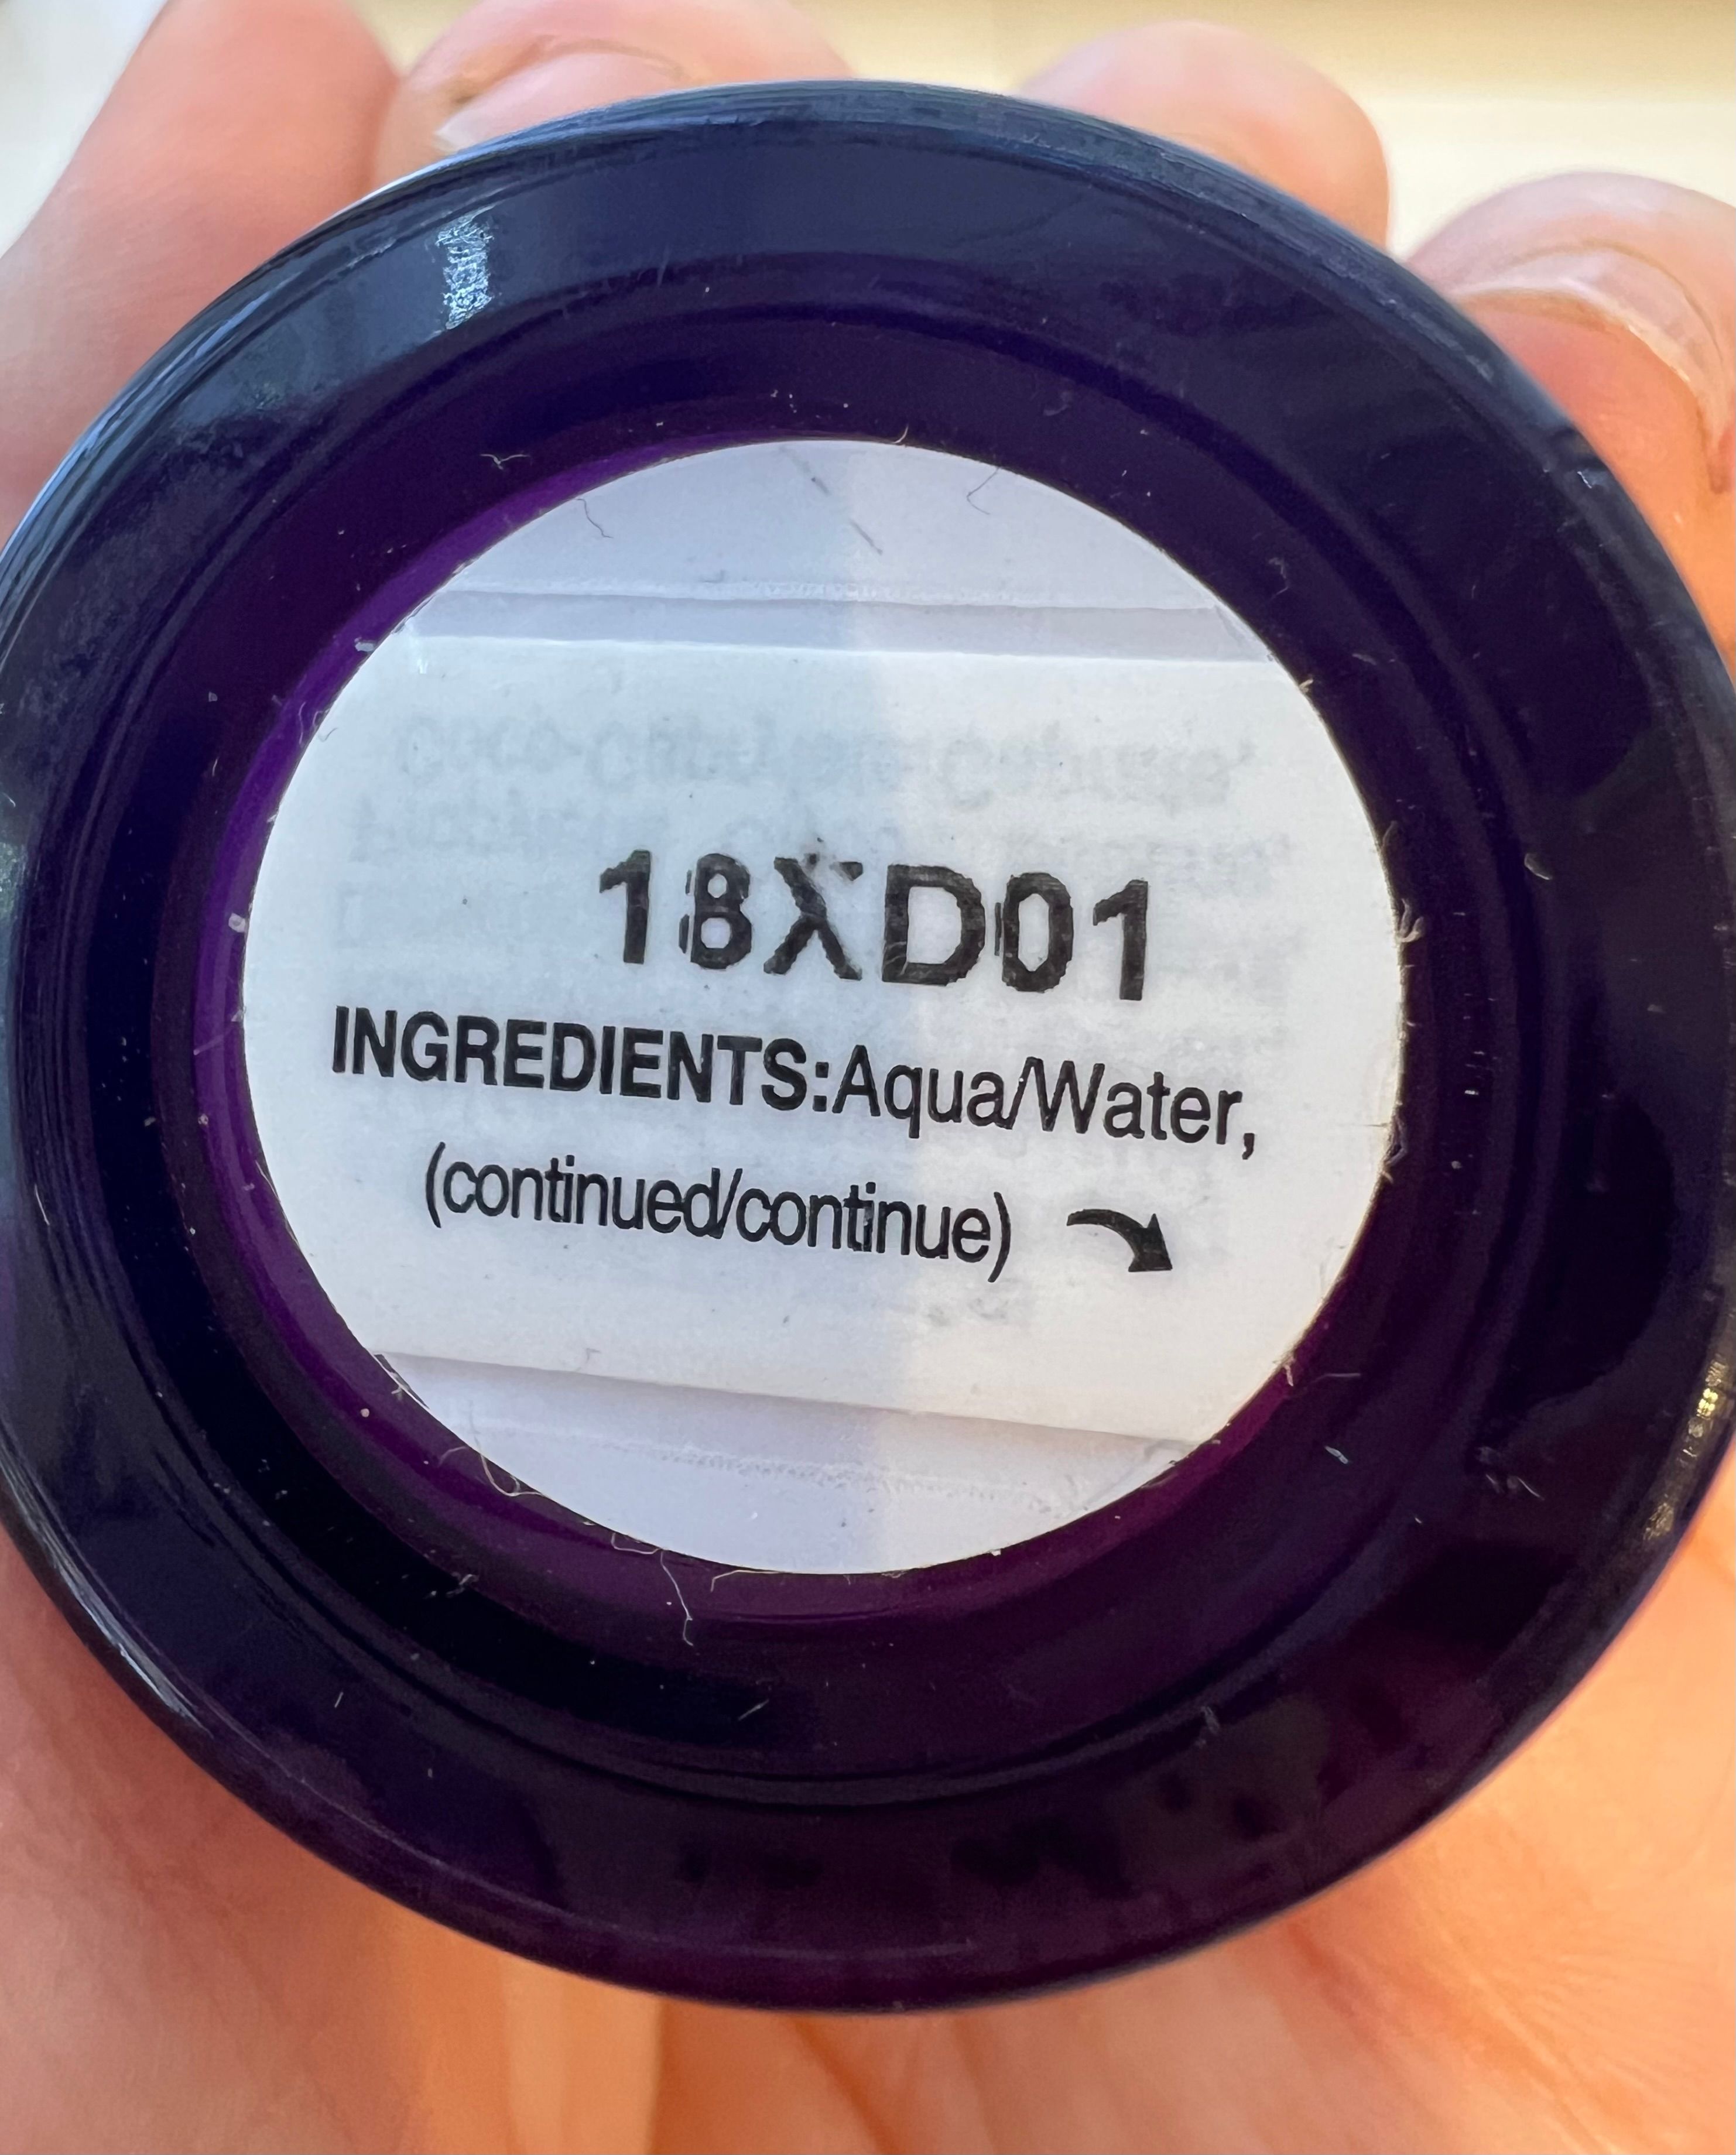 18XD01
INGREDIENTS:Aqua/Water,
(continued/continue)